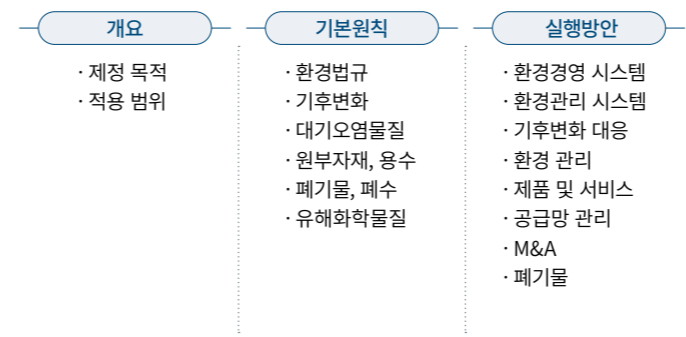 개요
· 제정 목적
· 적용 범위
기본원칙
· 환경법규
· 기후변화
· 대기오염물질
· 원부자재, 용수
· 폐기물, 폐수
· 유해화학물질
실행방안
· 환경경영 시스템
· 환경관리 시스템
· 기후변화 대응
· 환경 관리
· 제품 및 서비스
· 공급망 관리
· M&A
· 폐기물